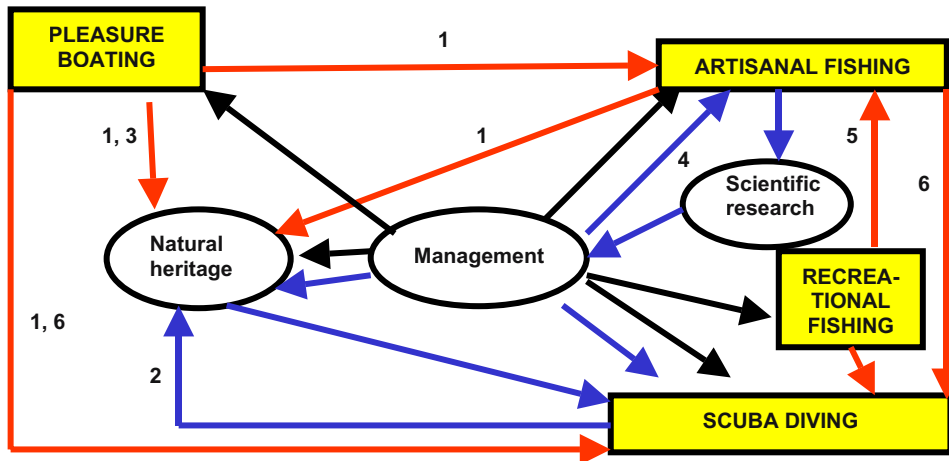 PLEASURE
BOATING
1
ARTISANAL FISHING
1, 3
1
4
5
6
Scientific
research
Natural
heritage
Management
RECREA-
TIONAL
FISHING
1, 6
2
SCUBA DIVING